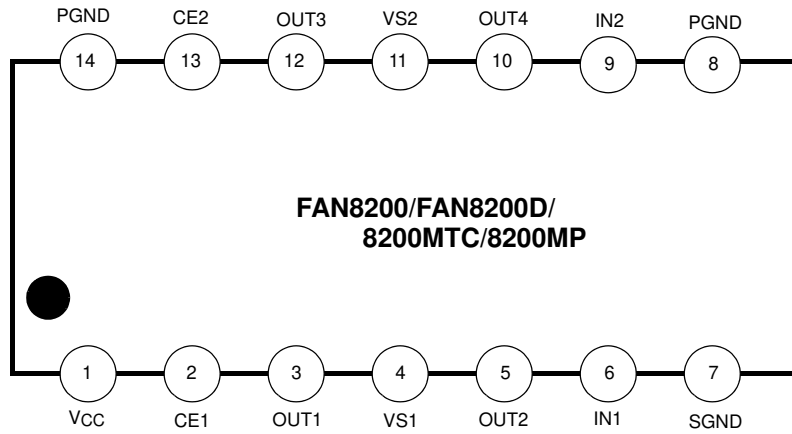 PGND CE2 OUT3 VS2 OUT4 IN2 PGND
14 13 12 11 10 9 8
FAN8200/FAN8200D/
8200MTC/8200MP
1 2 3 4 5 6 7
VCC CE1 OUT1 VS1 OUT2 IN1 SGND